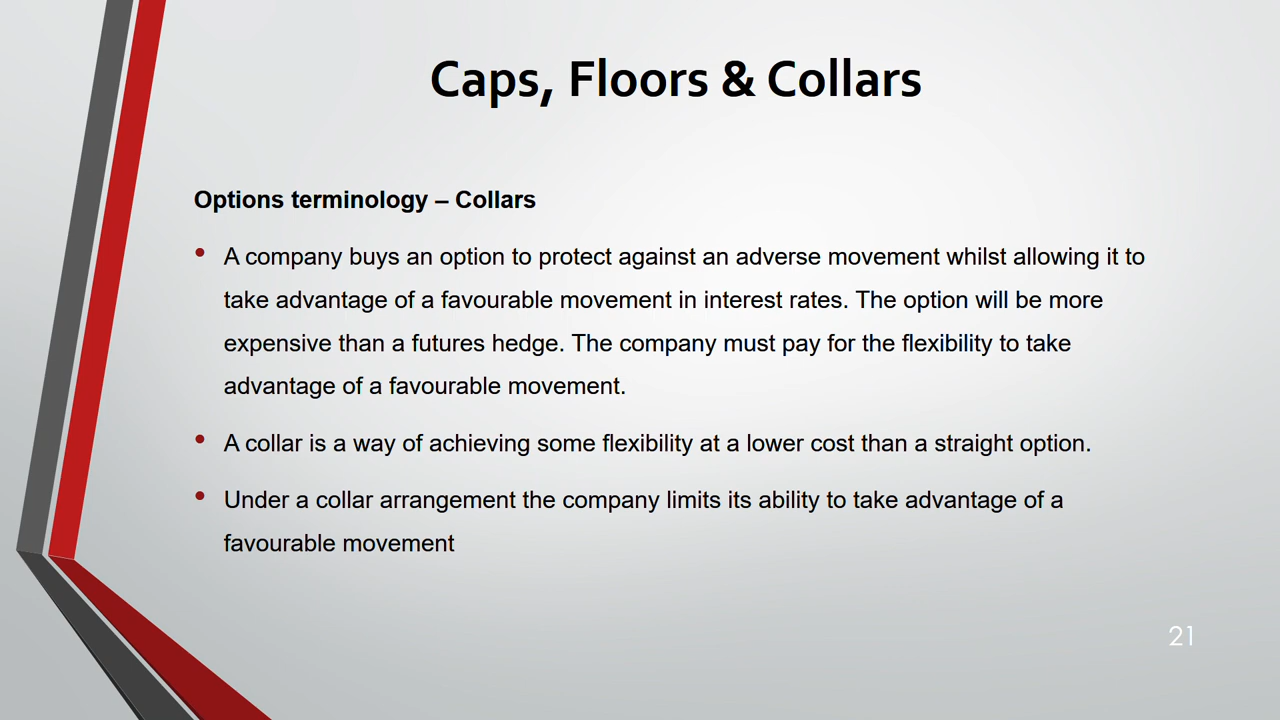 Caps, Floors & Collars
Options terminology – Collars
• A company buys an option to protect against an adverse movement whilst allowing it to
take advantage of a favourable movement in interest rates. The option will be more
expensive than a futures hedge. The company must pay for the flexibility to take
advantage of a favourable movement.
• A collar is a way of achieving some flexibility at a lower cost than a straight option.
• Under a collar arrangement the company limits its ability to take advantage of a
favourable movement
21